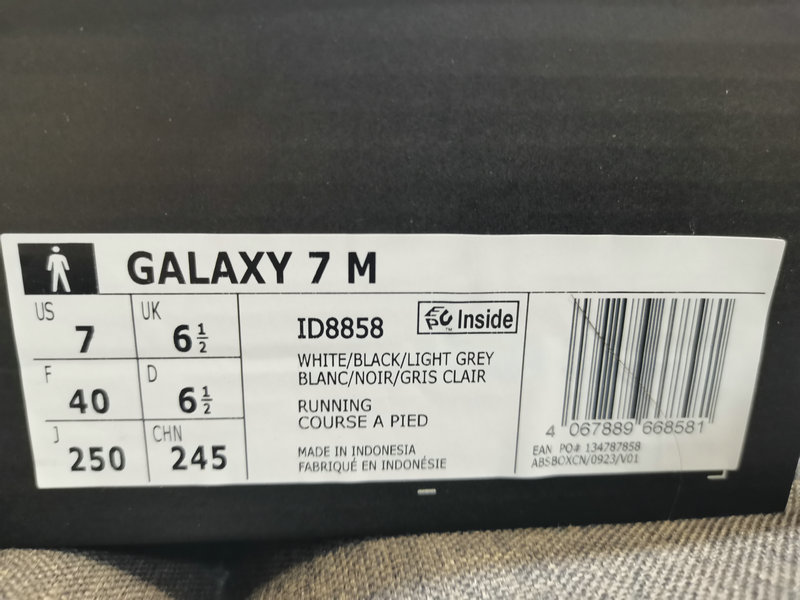 GALAXY 7 M
US 7
UK 6 1/2
F 40
D 6 1/2
J 250
CHN 245
ID8858
EPC Inside
WHITE/BLACK/LIGHT GREY
BLANC/NOIR/GRIS CLAIR
RUNNING
COURSE A PIED
MADE IN INDONESIA
FABRIQUÉ EN INDONÉSIE
4 067889 668581
EAN PO# 134787858
ABSBOXCN/0923/V01